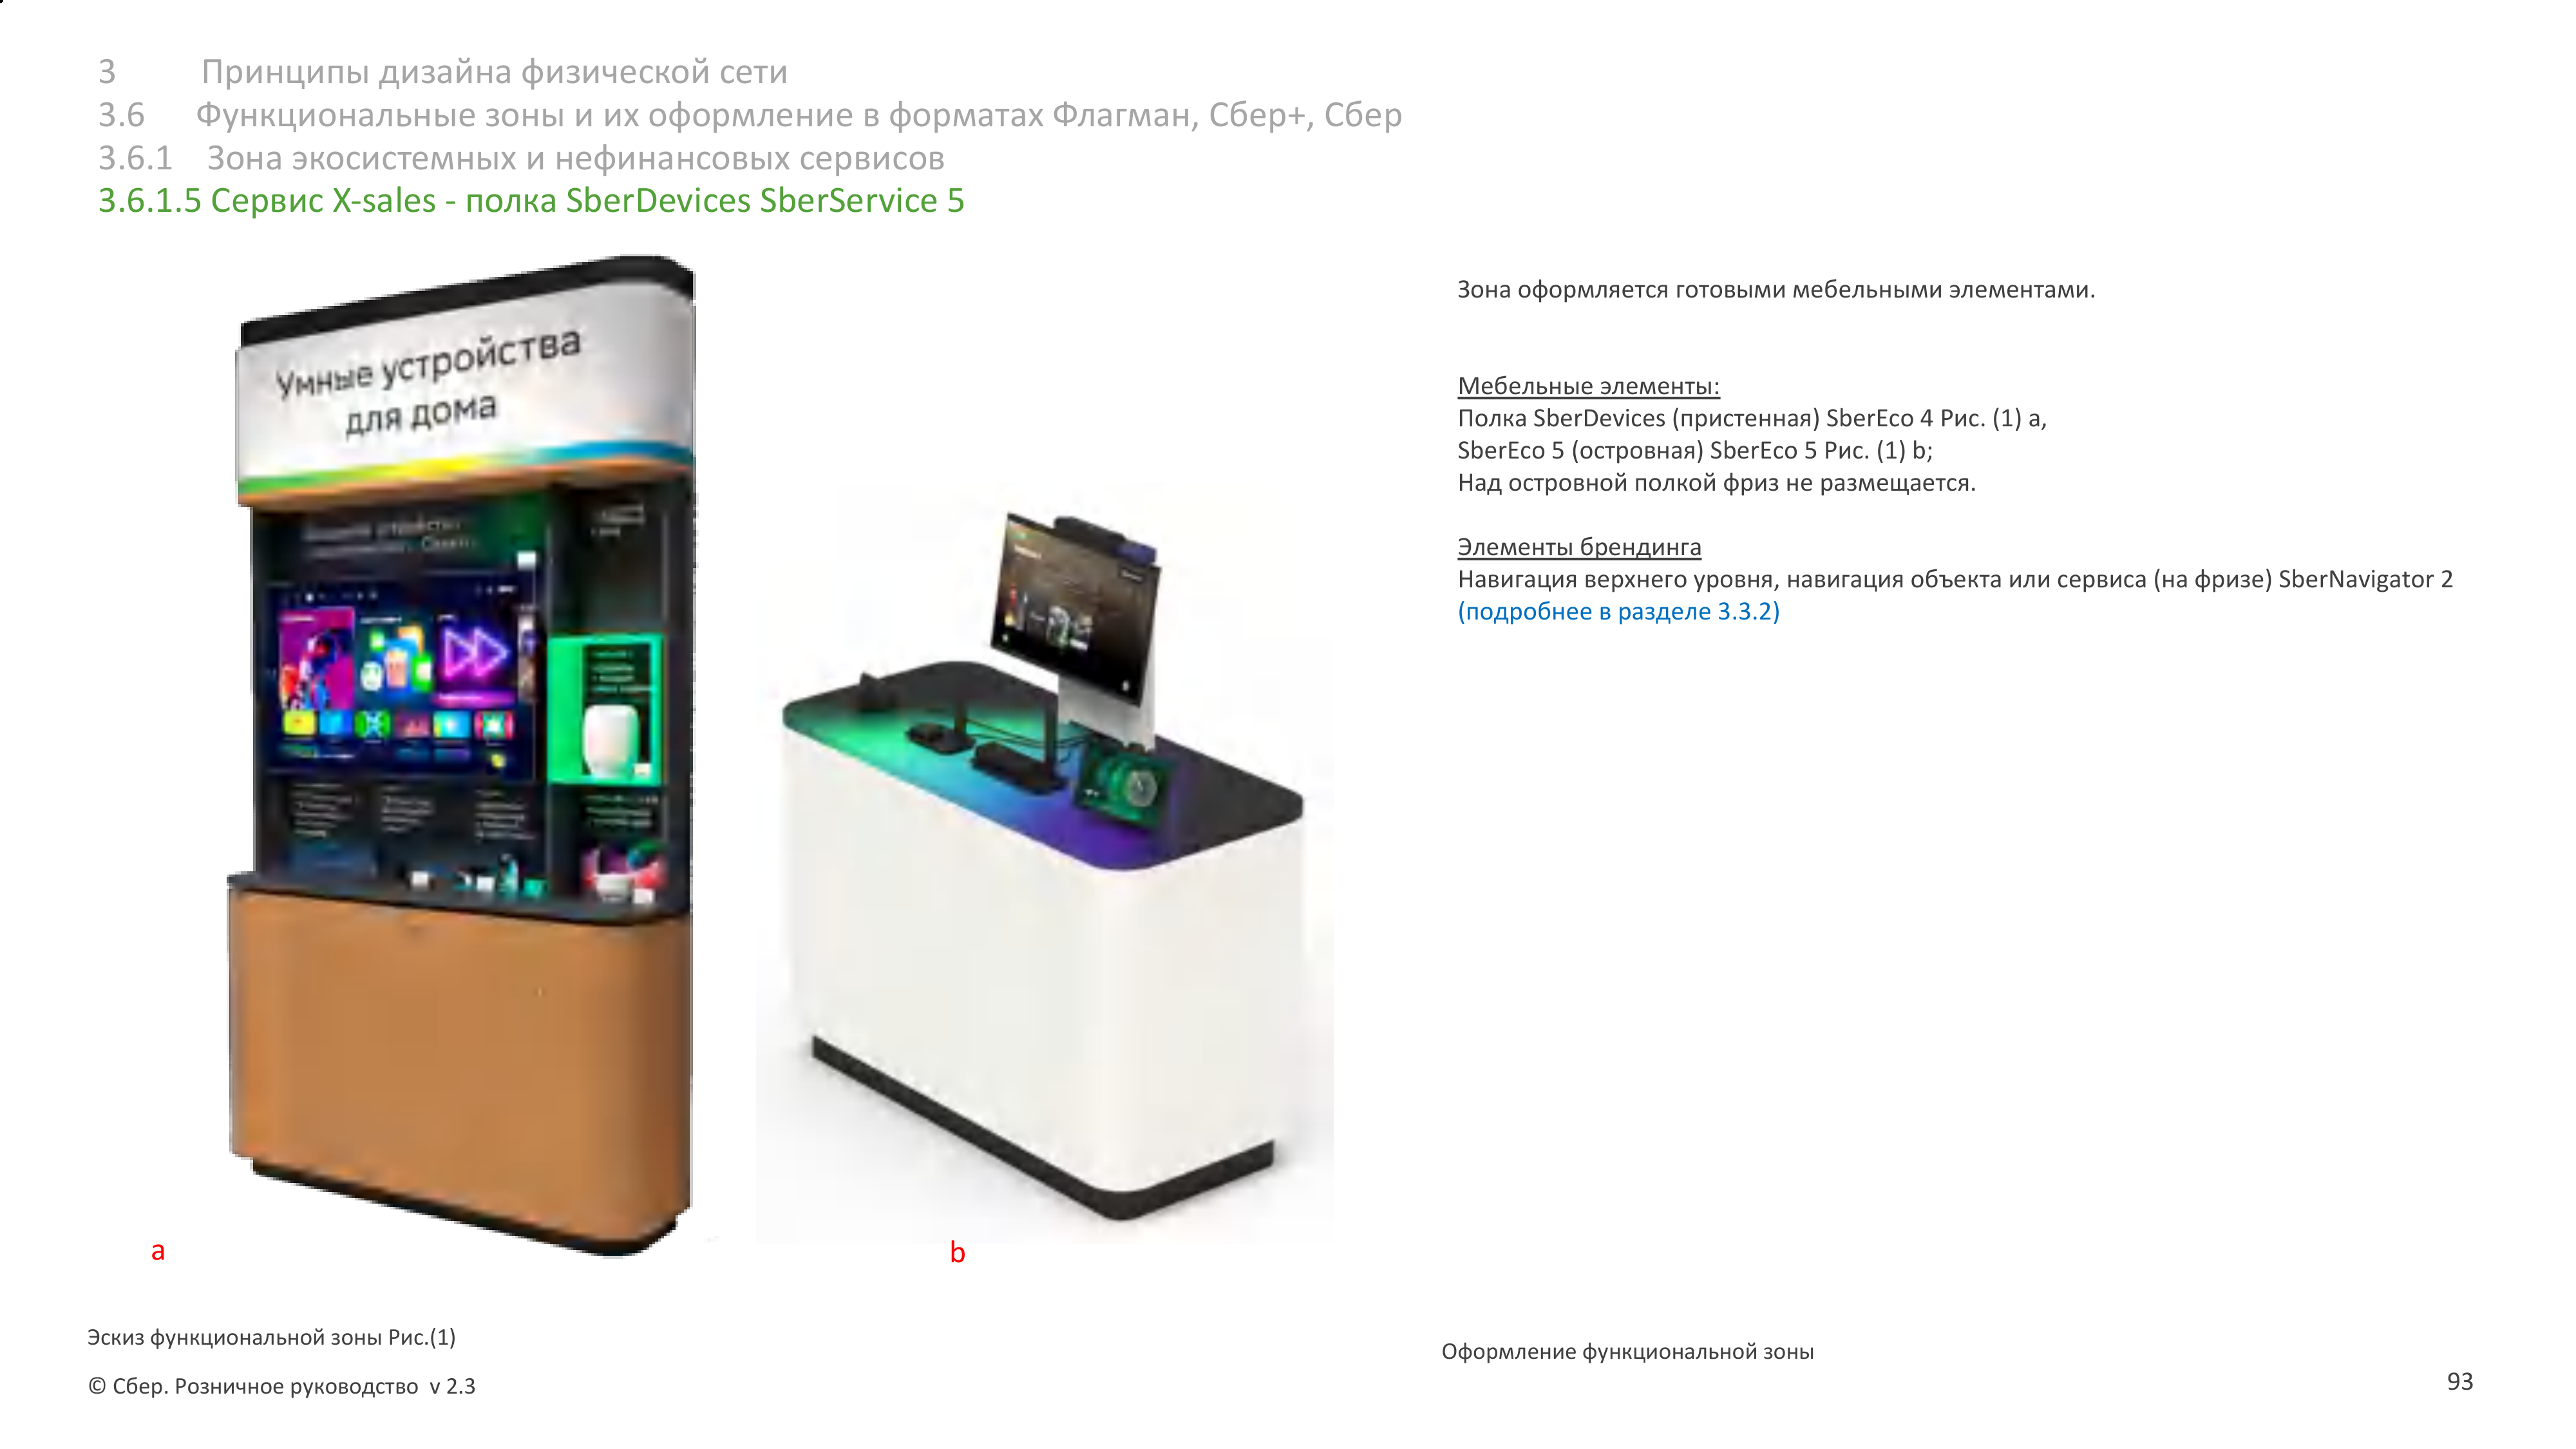 3 Принципы дизайна физической сети
3.6 Функциональные зоны и их оформление в форматах Флагман, Сбер+, Сбер
3.6.1 Зона экосистемных и нефинансовых сервисов
3.6.1.5 Сервис X-sales - полка SberDevices SberService 5
Умные устройства
для дома
a
b
Зона оформляется готовыми мебельными элементами.
Мебельные элементы:
Полка SberDevices (пристенная) SberEco 4 Рис. (1) a,
SberEco 5 (островная) SberEco 5 Рис. (1) b;
Над островной полкой фриз не размещается.
Элементы брендинга
Навигация верхнего уровня, навигация объекта или сервиса (на фризе) SberNavigator 2
(подробнее в разделе 3.3.2)
Эскиз функциональной зоны Рис.(1)
Оформление функциональной зоны
© Сбер. Розничное руководство v 2.3
93